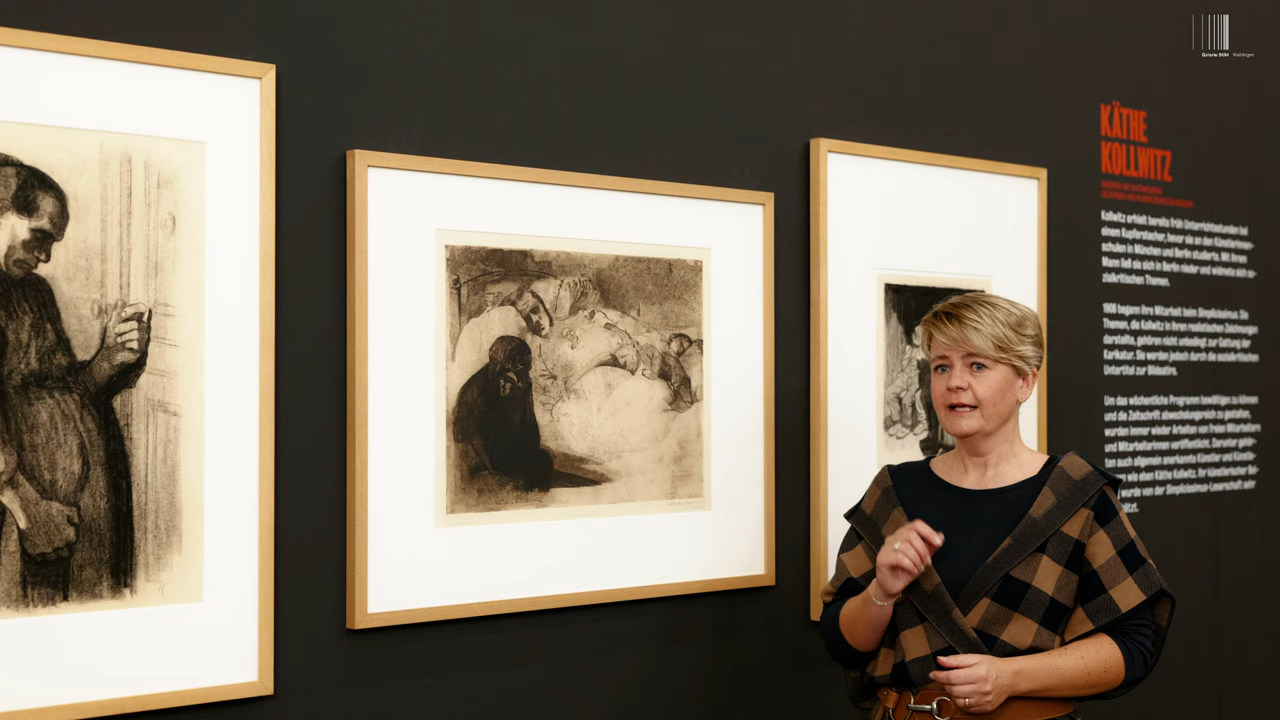 Galerie Stihl Waiblingen
KÄTHE
KOLLWITZ
Kollwitz erhielt bereits früh Unterrichtsstunden bei
einem Kupferstecher, bevor sie an den Künstlerinnen-
schulen in München und Berlin studierte. Mit ihrem
Mann ließ sie sich in Berlin nieder und widmete sich so-
zialkritischen Themen.
1908 begann ihre Mitarbeit beim Simplicissimus. Die
Themen, die Kollwitz in ihren realistischen Zeichnungen
darstellte, gehören nicht unbedingt zur Gattung der
Karikatur. Sie werden jedoch durch die sozialkritischen
Untertitel zur Bildsatire.
Um das wöchentliche Programm bewältigen zu können
und die Zeitschrift abwechslungsreich zu gestalten,
wurden immer wieder Arbeiten von freien Mitarbeitern
und Mitarbeiterinnen veröffentlicht. Darunter gehör-
ten auch allgemein anerkannte Künstler und Künstle-
wie eben Käthe Kollwitz. Ihr künstlerischer
wurde von der Simplicissimus-Leserschaft sehr